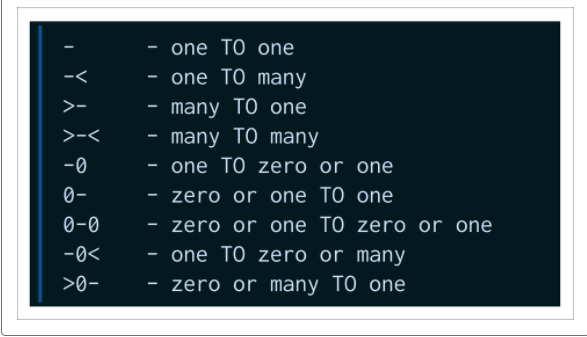 -     - one TO one
-<    - one TO many
>-    - many TO one
>-<   - many TO many
-0    - one TO zero or one
0-    - zero or one TO one
0-0   - zero or one TO zero or one
-0<   - one TO zero or many
>0-   - zero or many TO one